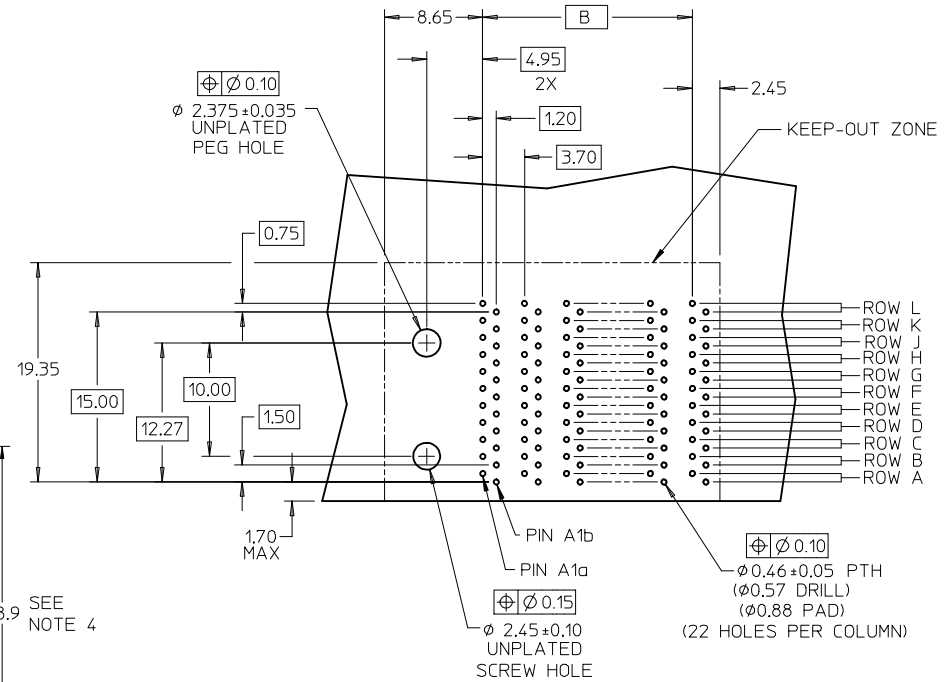 8.65
B
4.95
2X
2.45
⌖ Ø 0.10
Ø 2.375±0.035
UNPLATED
PEG HOLE
1.20
KEEP-OUT ZONE
3.70
0.75
ROW L
ROW K
ROW J
ROW H
ROW G
ROW F
ROW E
ROW D
ROW C
ROW B
ROW A
19.35
15.00
12.27
10.00
1.50
1.70
MAX
PIN A1b
PIN A1a
⌖ Ø 0.15
Ø 2.45±0.10
UNPLATED
SCREW HOLE
⌖ Ø 0.10
Ø0.46±0.05 PTH
(Ø0.57 DRILL)
(Ø0.88 PAD)
(22 HOLES PER COLUMN)
SEE
NOTE 4